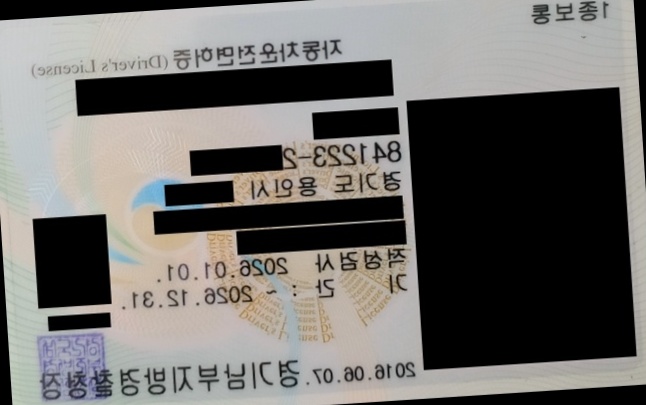 1종보통
자동차운전면허증 (Driver's License)
841223-2
경기도 용인시
적성검사 2026.01.01.
기 간 : ~ 2026.12.31.
2016.06.07. 경기남부지방경찰청장